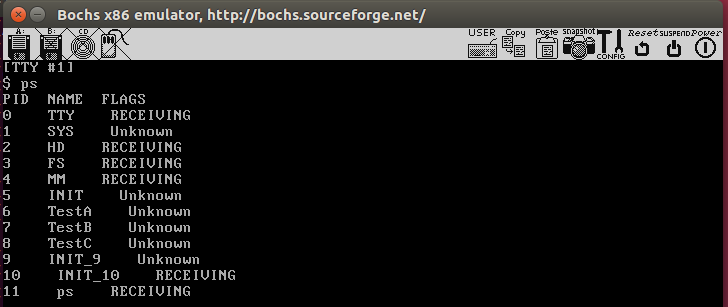 Bochs x86 emulator, http://bochs.sourceforge.net/
A: B: CD USER Copy Paste snapshot CONFIG Reset SUSPEND Power
[TTY #1]
$ ps
PID NAME FLAGS
0 TTY RECEIVING
1 SYS Unknown
2 HD RECEIVING
3 FS RECEIVING
4 MM RECEIVING
5 INIT Unknown
6 TestA Unknown
7 TestB Unknown
8 TestC Unknown
9 INIT_9 Unknown
10 INIT_10 RECEIVING
11 ps RECEIVING